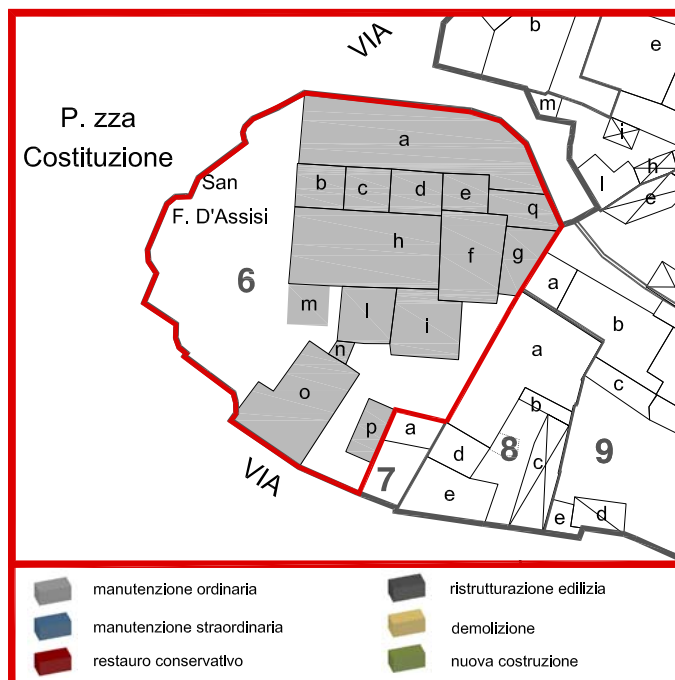 VIA
b
e
P. zza
Costituzione
m
i
a
h
l
e
San
F. D'Assisi
b
c
d
e
q
h
f
g
6
a
m
l
i
b
n
a
c
o
b
p
a
8
9
d
c
VIA
7
e
e
d
manutenzione ordinaria
ristrutturazione edilizia
manutenzione straordinaria
demolizione
restauro conservativo
nuova costruzione